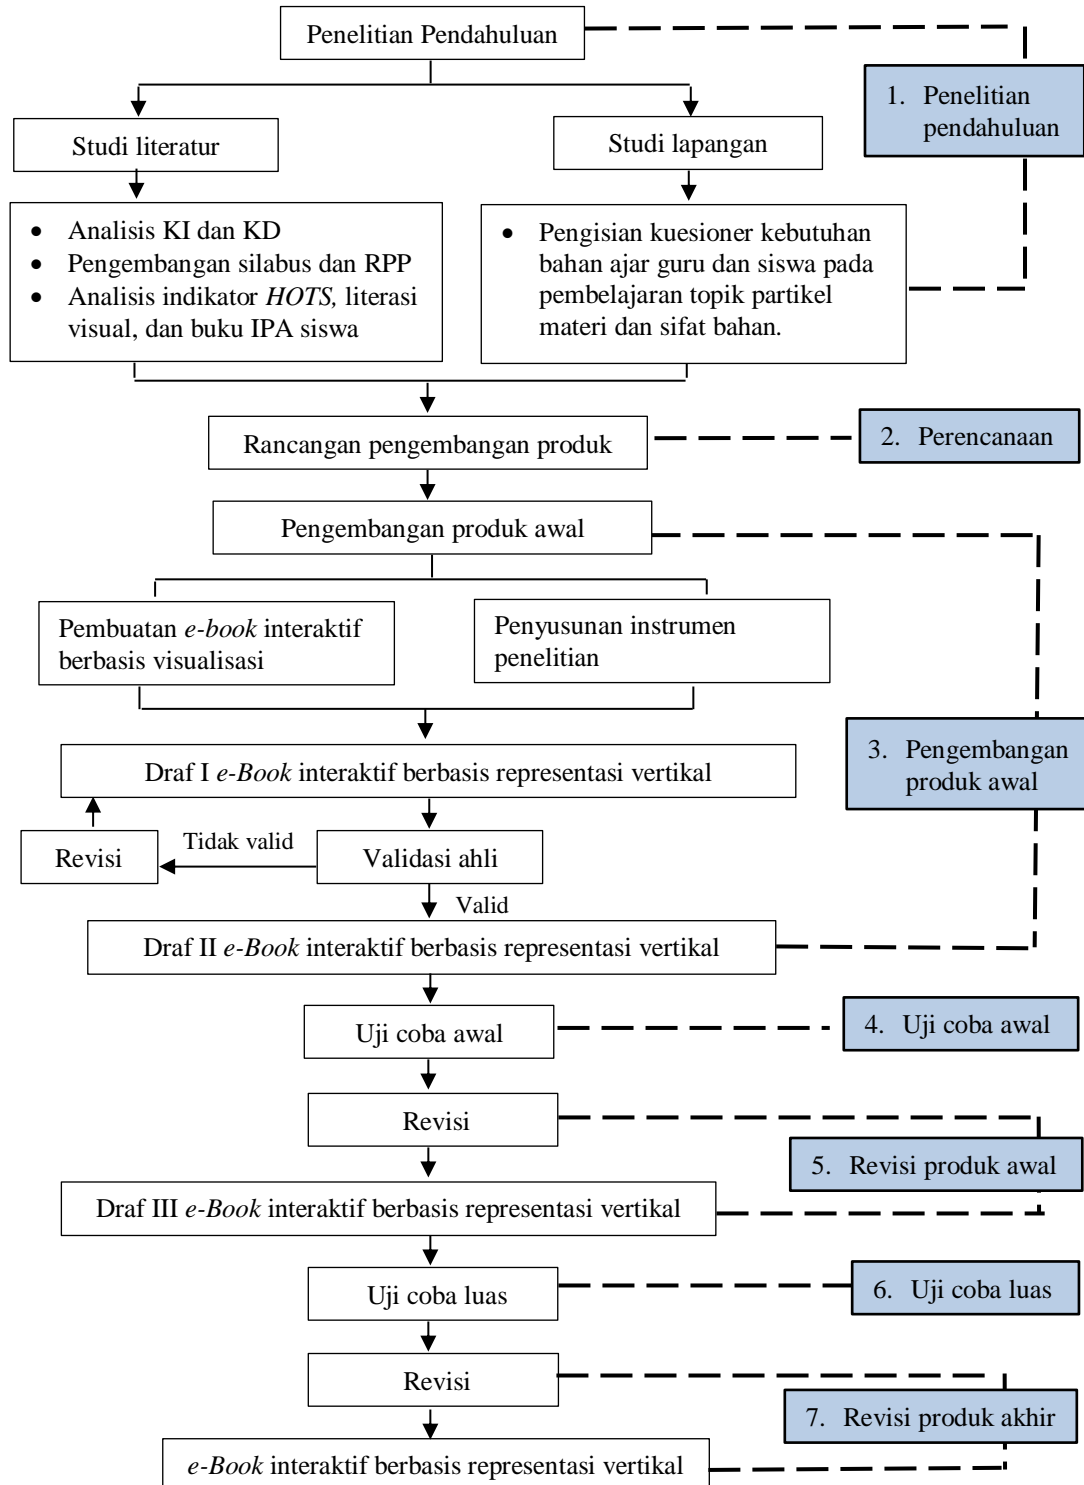 Penelitian Pendahuluan
1. Penelitian
pendahuluan
Studi literatur
Studi lapangan
• Analisis KI dan KD
• Pengembangan silabus dan RPP
• Analisis indikator HOTS, literasi
visual, dan buku IPA siswa
• Pengisian kuesioner kebutuhan
bahan ajar guru dan siswa pada
pembelajaran topik partikel
materi dan sifat bahan.
Rancangan pengembangan produk
2. Perencanaan
Pengembangan produk awal
Pembuatan e-book interaktif
berbasis visualisasi
Penyusunan instrumen
penelitian
3. Pengembangan
produk awal
Draf I e-Book interaktif berbasis representasi vertikal
Revisi
Tidak valid
Validasi ahli
Valid
Draf II e-Book interaktif berbasis representasi vertikal
Uji coba awal
4. Uji coba awal
Revisi
5. Revisi produk awal
Draf III e-Book interaktif berbasis representasi vertikal
Uji coba luas
6. Uji coba luas
Revisi
7. Revisi produk akhir
e-Book interaktif berbasis representasi vertikal